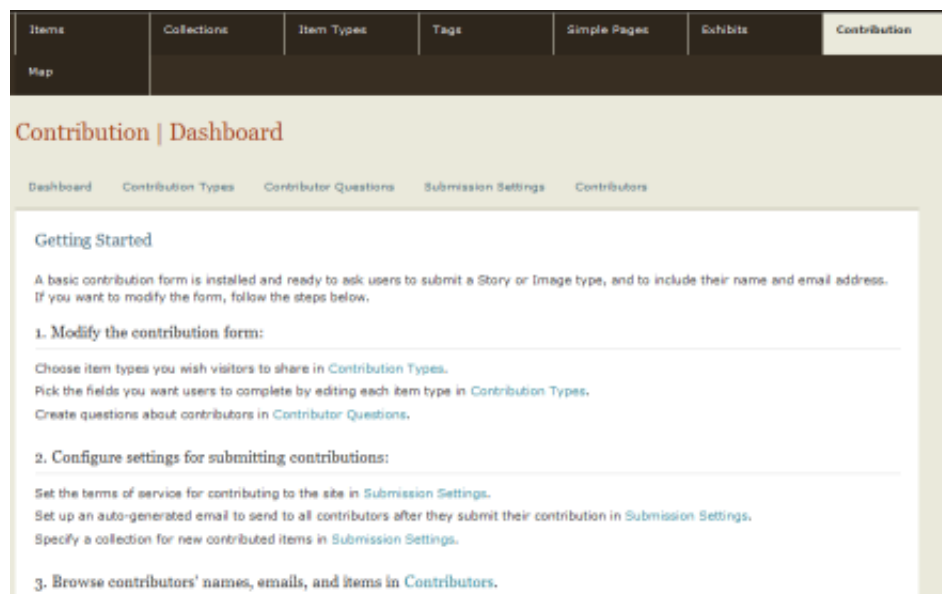 Items Collections Item Types Tags Simple Pages Exhibits Contribution
Map
Contribution | Dashboard
Dashboard Contribution Types Contributor Questions Submission Settings Contributors
Getting Started
A basic contribution form is installed and ready to ask users to submit a Story or Image type, and to include their name and email address.
If you want to modify the form, follow the steps below.
1. Modify the contribution form:
Choose item types you wish visitors to share in Contribution Types.
Pick the fields you want users to complete by editing each item type in Contribution Types.
Create questions about contributors in Contributor Questions.
2. Configure settings for submitting contributions:
Set the terms of service for contributing to the site in Submission Settings.
Set up an auto-generated email to send to all contributors after they submit their contribution in Submission Settings.
Specify a collection for new contributed items in Submission Settings.
3. Browse contributors' names, emails, and items in Contributors.